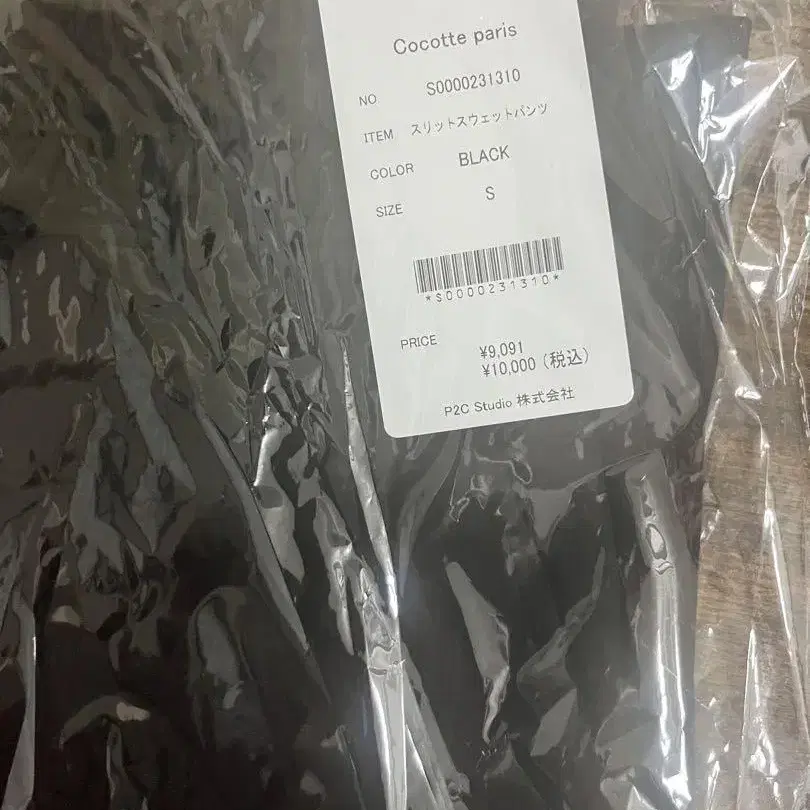 Cocotte paris
NO. S0000231310
ITEM スリットスウェットパンツ
COLOR BLACK
SIZE S
*S0000231310*
PRICE ¥9,091
¥10,000 (税込)
P2C Studio 株式会社